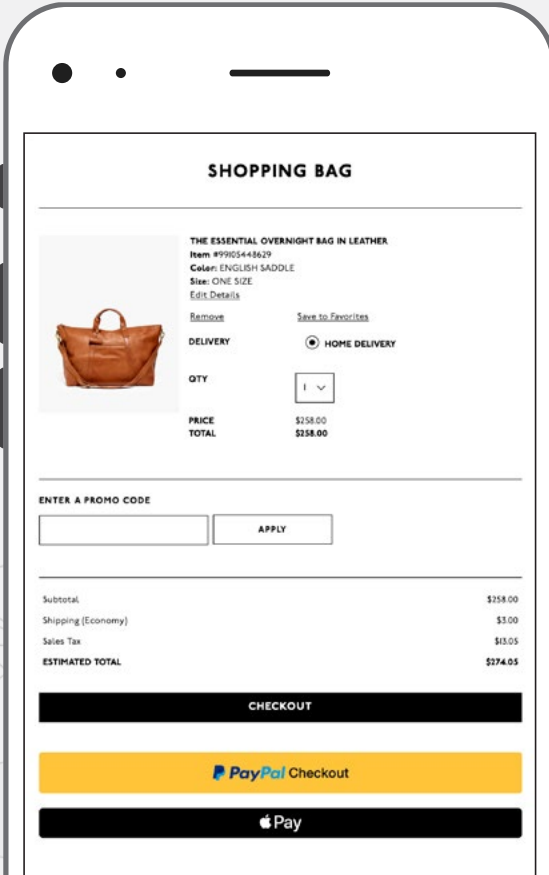 SHOPPING BAG
THE ESSENTIAL OVERNIGHT BAG IN LEATHER
Item #99105448629
Color: ENGLISH SADDLE
Size: ONE SIZE
Edit Details
Remove Save to Favorites
DELIVERY HOME DELIVERY
QTY 1
PRICE $258.00
TOTAL $258.00
ENTER A PROMO CODE
APPLY
Subtotal $258.00
Shipping (Economy) $3.00
Sales Tax $13.05
ESTIMATED TOTAL $274.05
CHECKOUT
PayPal Checkout
Pay